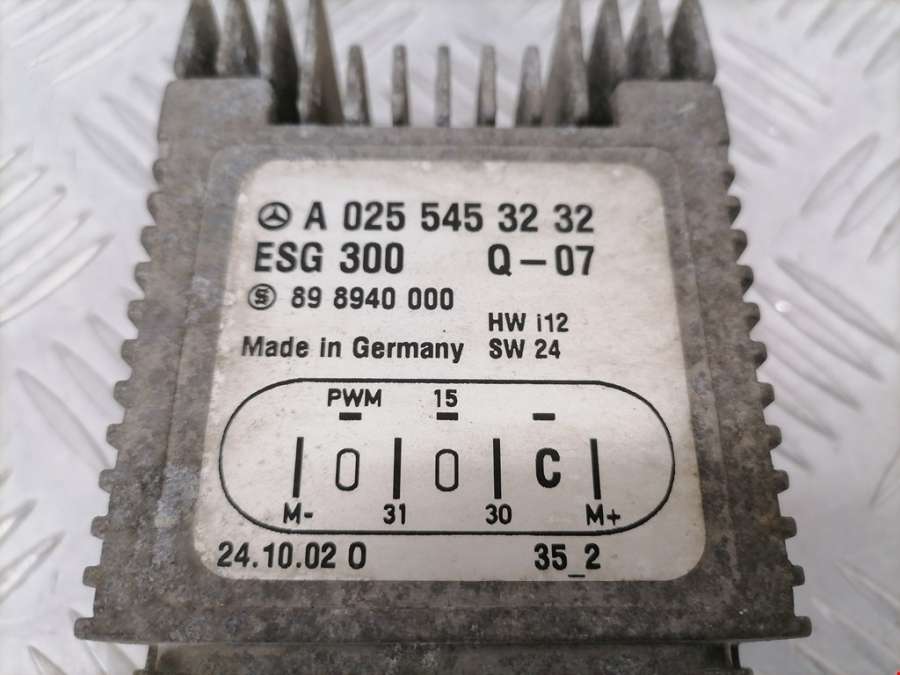 A 025 545 32 32
ESG 300 Q-07
89 8940 000
HW i12
Made in Germany SW 24
PWM 15
0 0 C
M- 31 30 M+
24.10.02 0 35_2